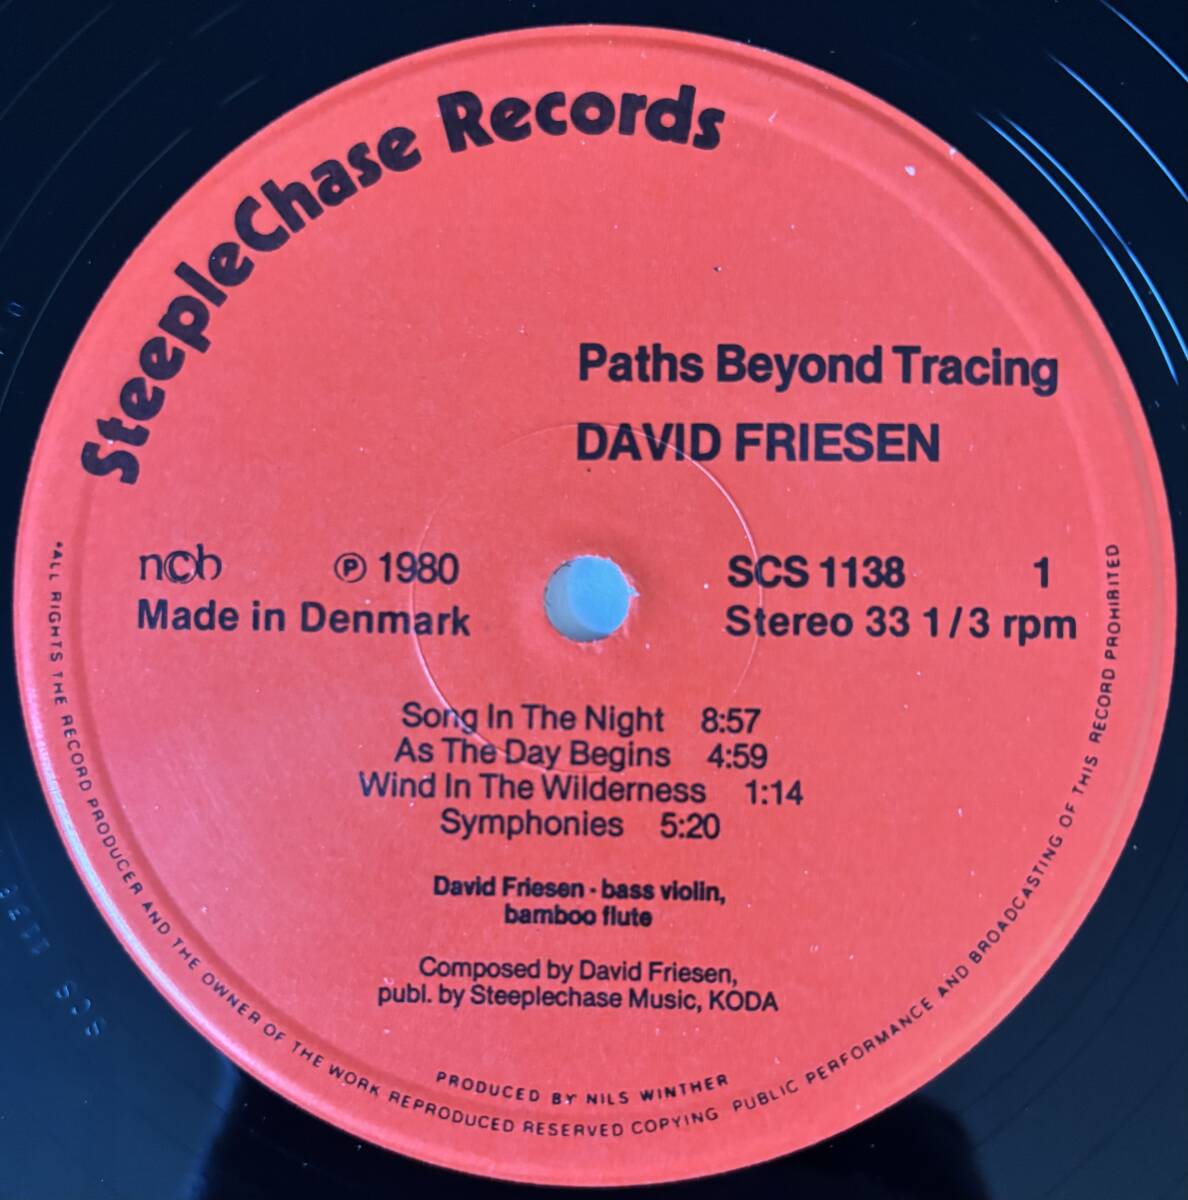 SteepleChase Records
Paths Beyond Tracing
DAVID FRIESEN
n©b ℗ 1980 SCS 1138 1
Made in Denmark Stereo 33 1/3 rpm
Song In The Night 8:57
As The Day Begins 4:59
Wind In The Wilderness 1:14
Symphonies 5:20
David Friesen - bass violin,
bamboo flute
Composed by David Friesen,
publ. by Steeplechase Music, KODA
PRODUCED BY NILS WINTHER
*ALL RIGHTS THE RECORD PRODUCER AND THE OWNER OF THE WORK REPRODUCED RESERVED COPYING PUBLIC PERFORMANCE AND BROADCASTING OF THIS RECORD PROHIBITED
SCS